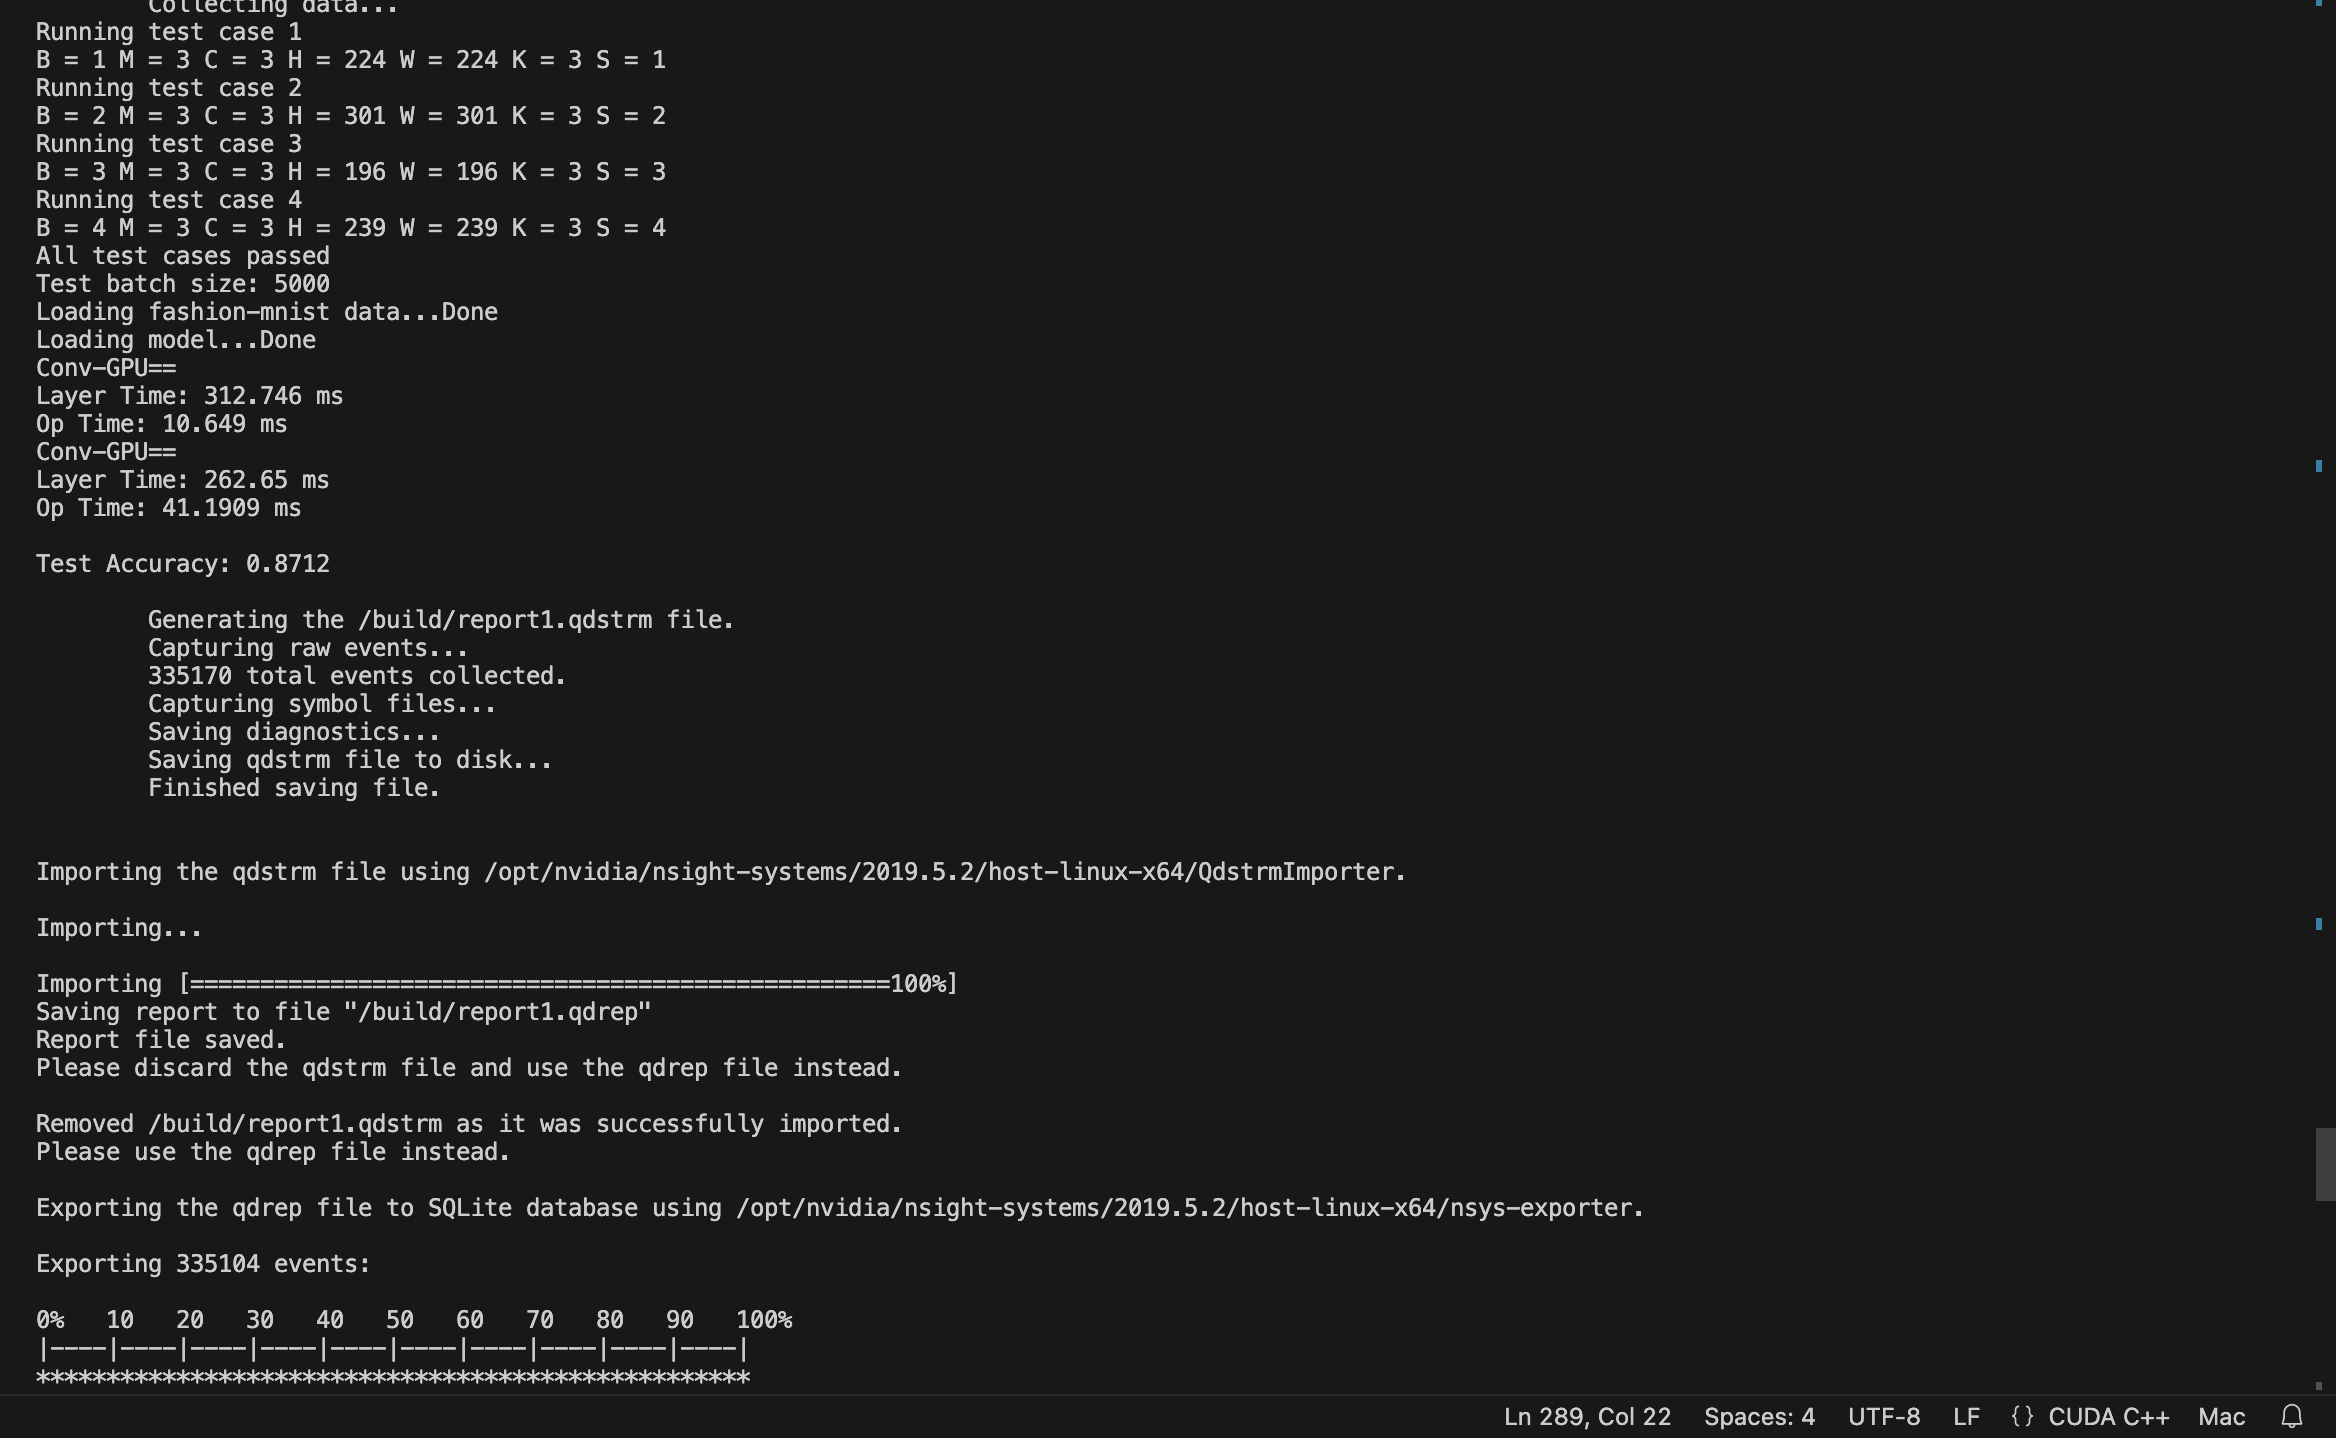 Collecting data...
Running test case 1
B = 1 M = 3 C = 3 H = 224 W = 224 K = 3 S = 1
Running test case 2
B = 2 M = 3 C = 3 H = 301 W = 301 K = 3 S = 2
Running test case 3
B = 3 M = 3 C = 3 H = 196 W = 196 K = 3 S = 3
Running test case 4
B = 4 M = 3 C = 3 H = 239 W = 239 K = 3 S = 4
All test cases passed
Test batch size: 5000
Loading fashion-mnist data...Done
Loading model...Done
Conv-GPU==
Layer Time: 312.746 ms
Op Time: 10.649 ms
Conv-GPU==
Layer Time: 262.65 ms
Op Time: 41.1909 ms
Test Accuracy: 0.8712
Generating the /build/report1.qdstrm file.
Capturing raw events...
335170 total events collected.
Capturing symbol files...
Saving diagnostics...
Saving qdstrm file to disk...
Finished saving file.
Importing the qdstrm file using /opt/nvidia/nsight-systems/2019.5.2/host-linux-x64/QdstrmImporter.
Importing...
Importing [==================================================100%]
Saving report to file "/build/report1.qdrep"
Report file saved.
Please discard the qdstrm file and use the qdrep file instead.
Removed /build/report1.qdstrm as it was successfully imported.
Please use the qdrep file instead.
Exporting the qdrep file to SQLite database using /opt/nvidia/nsight-systems/2019.5.2/host-linux-x64/nsys-exporter.
Exporting 335104 events:
0%   10   20   30   40   50   60   70   80   90   100%
|----|----|----|----|----|----|----|----|----|----|
***************************************************
Ln 289, Col 22 Spaces: 4 UTF-8 LF {} CUDA C++ Mac